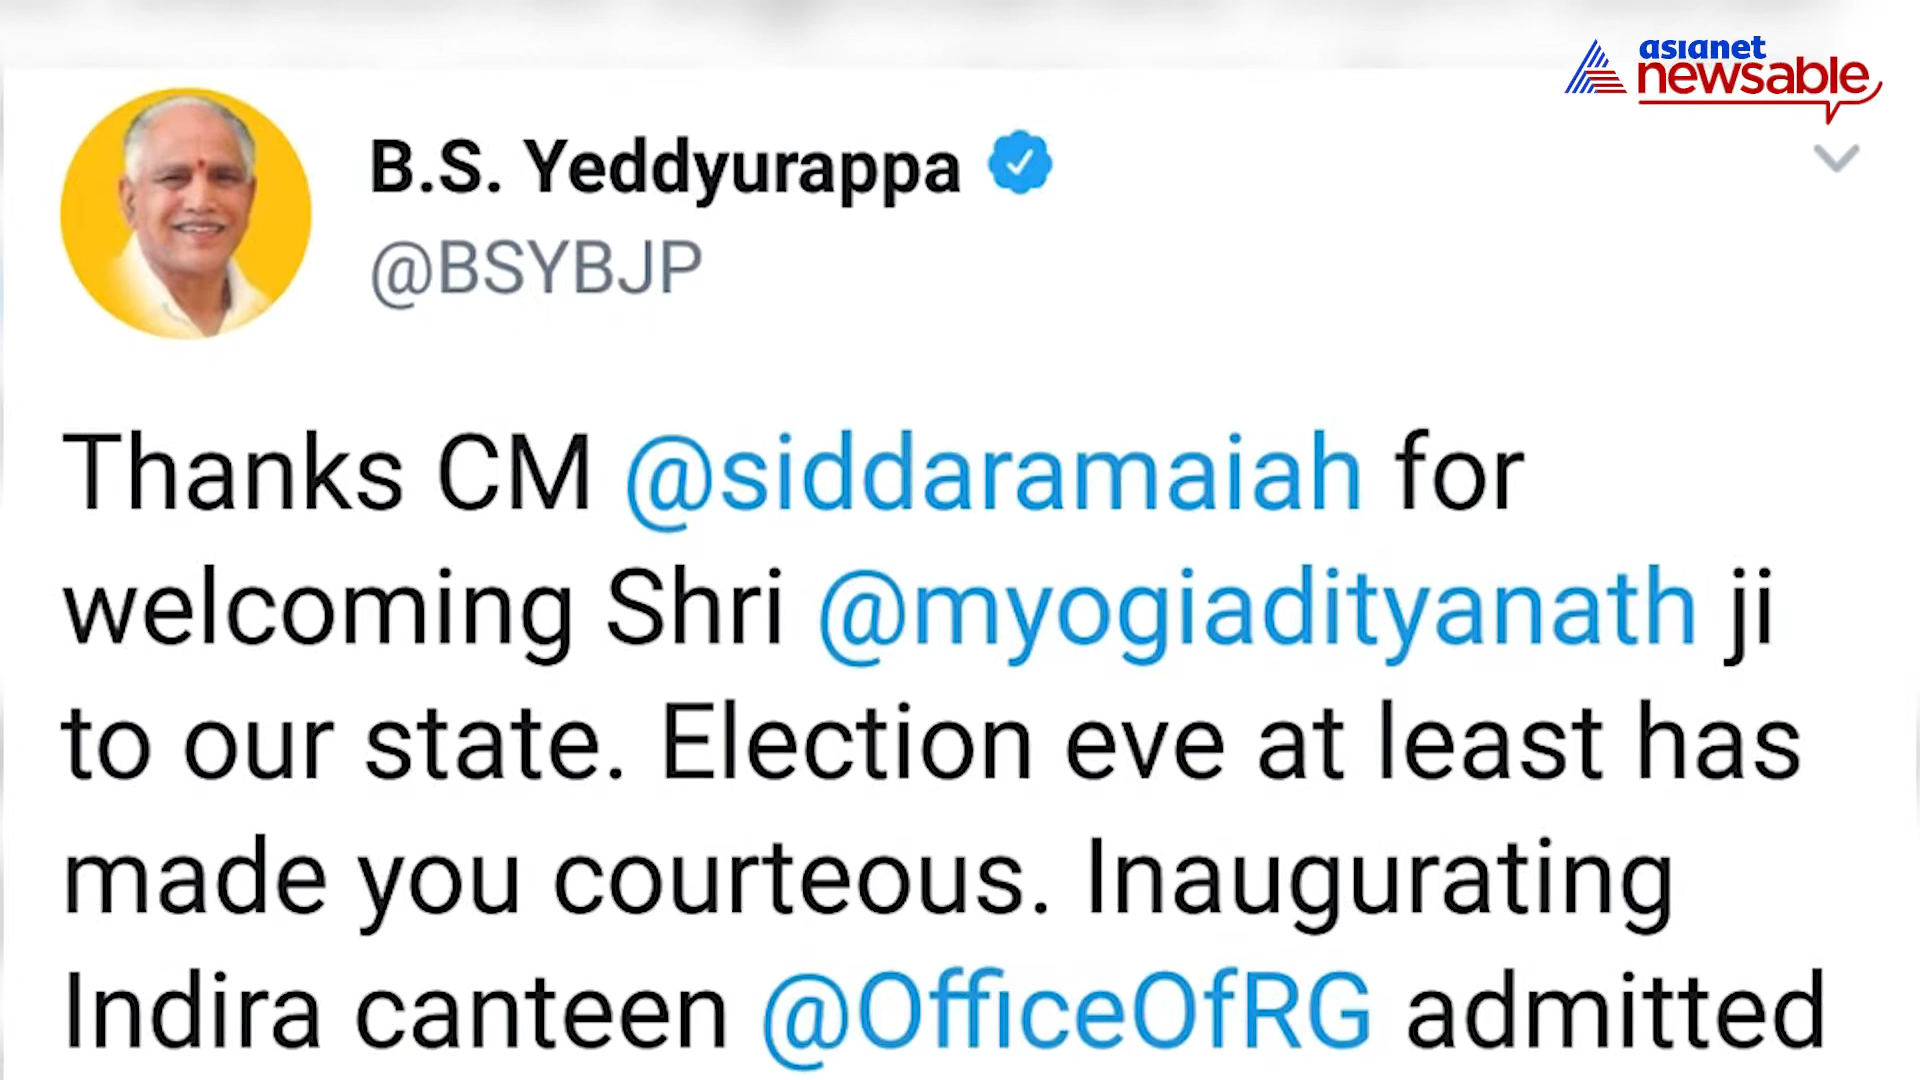 asianet
newsable
B.S. Yeddyurappa
@BSYBJP
Thanks CM @siddaramaiah for
welcoming Shri @myogiadityanath ji
to our state. Election eve at least has
made you courteous. Inaugurating
Indira canteen @OfficeOfRG admitted